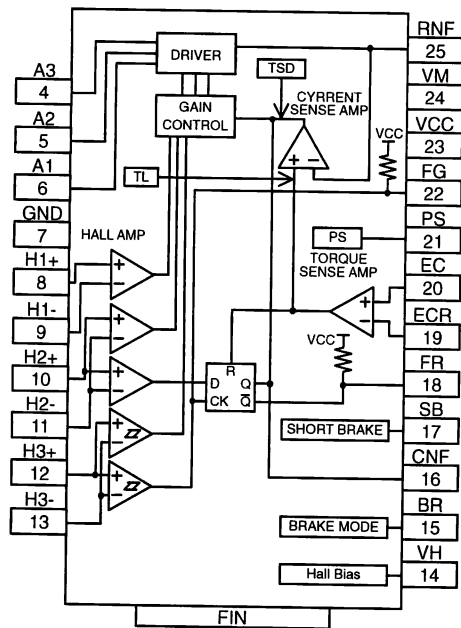 RNF
25
DRIVER
TSD
A3
4
CYRRENT
SENSE AMP
VM
24
GAIN
CONTROL
A2
5
VCC
VCC
23
A1
6
+
−
TL
FG
22
GND
7
HALL AMP
PS
PS
21
TORQUE
SENSE AMP
H1+
8
+
−
EC
20
+
−
H1-
9
ECR
19
+
−
VCC
H2+
10
R
D
Q
CK
Q
FR
18
+
−
H2-
11
SHORT BRAKE
SB
17
+
−
H3+
12
CNF
16
+
−
H3-
13
BRAKE MODE
BR
15
Hall Bias
VH
14
FIN